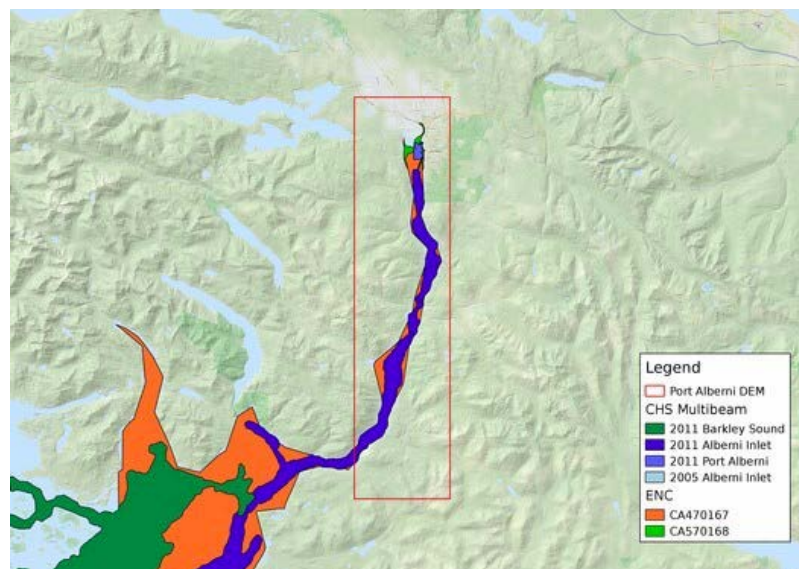 Legend
Port Alberni DEM
CHS Multibeam
2011 Barkley Sound
2011 Alberni Inlet
2011 Port Alberni
2005 Alberni Inlet
ENC
CA470167
CA570168